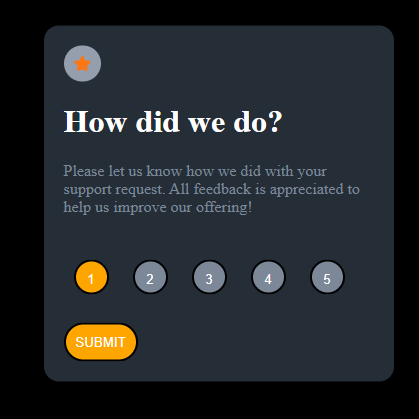 How did we do?
Please let us know how we did with your
support request. All feedback is appreciated to
help us improve our offering!
1 2 3 4 5
SUBMIT